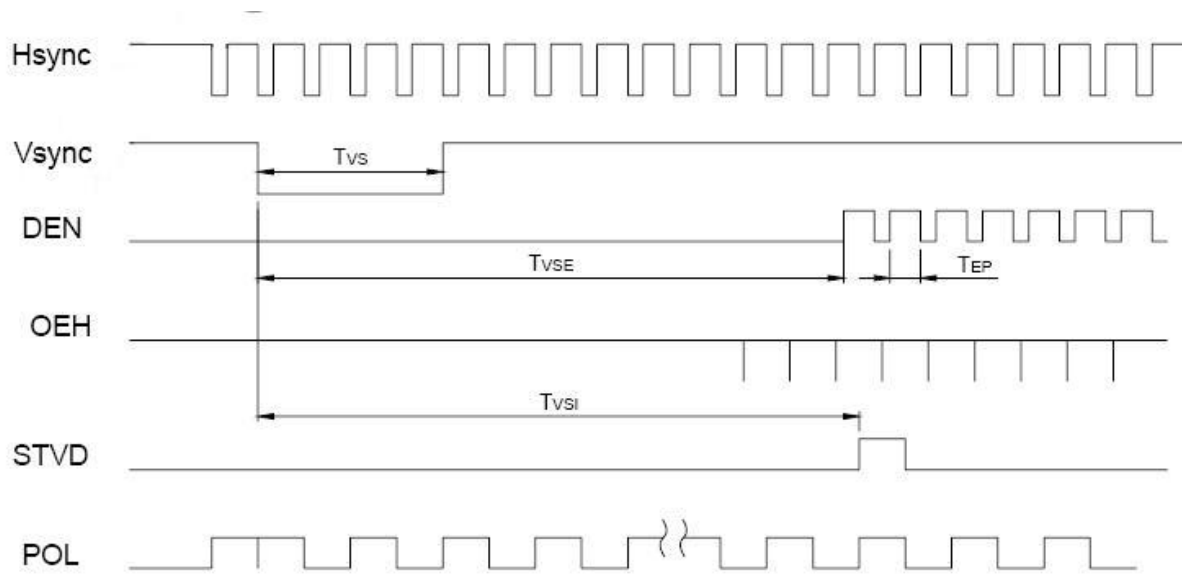 Hsync
Vsync
TVS
DEN
TVSE
TEP
OEH
TVSI
STVD
POL